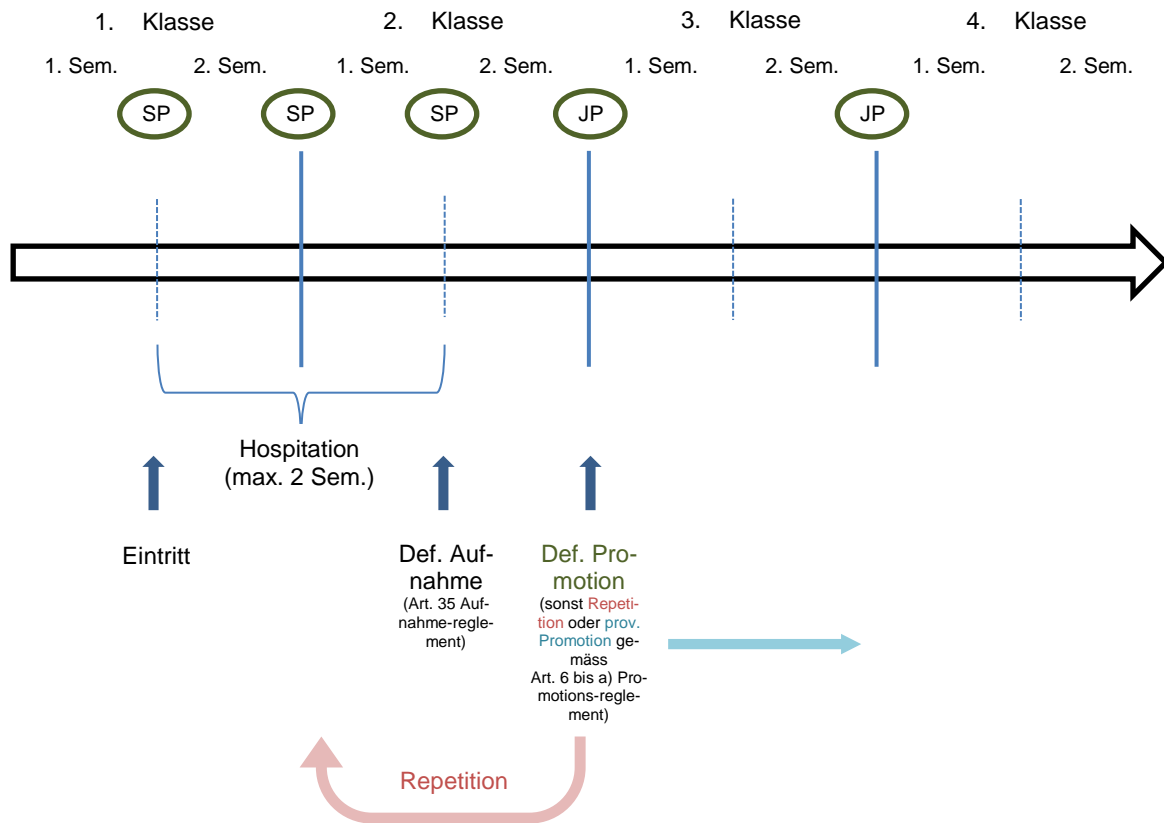 1. Klasse 2. Klasse 3. Klasse 4. Klasse
1. Sem. 2. Sem. 1. Sem. 2. Sem. 1. Sem. 2. Sem. 1. Sem. 2. Sem.
SP SP SP JP JP
Hospitation
(max. 2 Sem.)
Eintritt
Def. Auf-
nahme
(Art. 35 Auf-
nahme-regle-
ment)
Def. Pro-
motion
(sonst Repeti-
tion oder prov.
Promotion ge-
mäss
Art. 6 bis a) Pro-
motions-regle-
ment)
Repetition